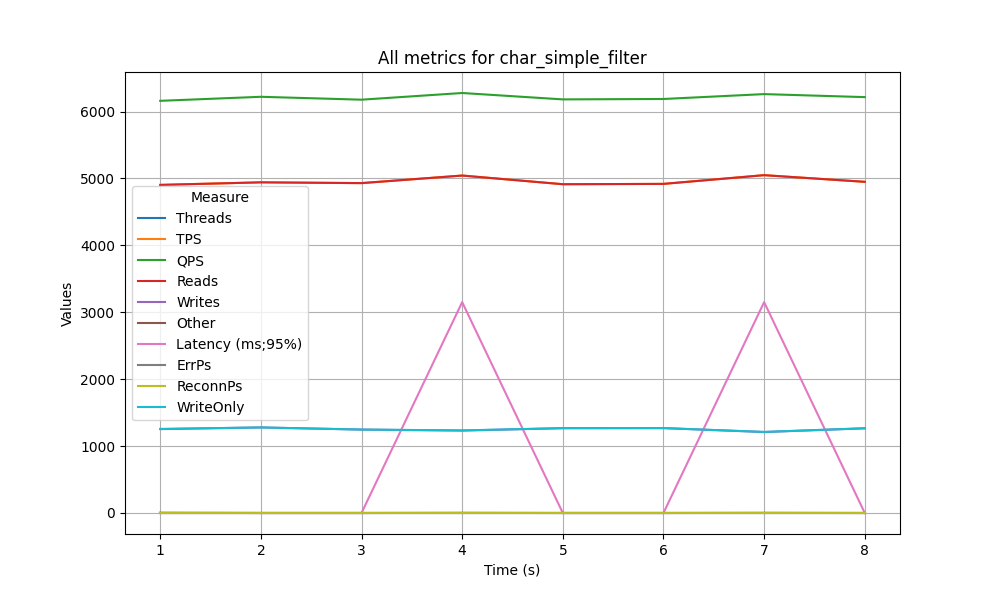 All metrics for char_simple_filter
Values
6000
5000
4000
3000
2000
1000
0
Measure
Threads
TPS
QPS
Reads
Writes
Other
Latency (ms;95%)
ErrPs
ReconnPs
WriteOnly
1 2 3 4 5 6 7 8
Time (s)